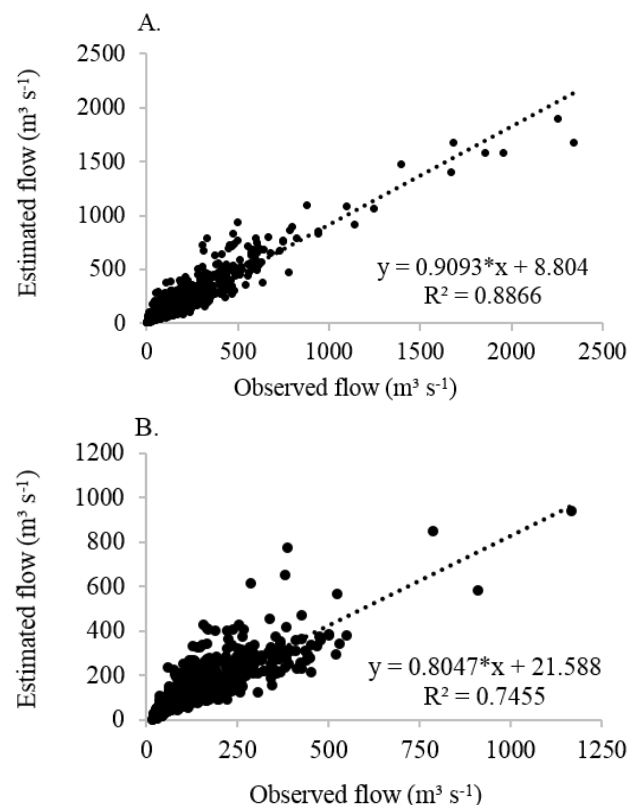 A.
2500
2000
1500
1000
500
0
Estimated flow (m³ s⁻¹)
y = 0.9093*x + 8.804
R² = 0.8866
0 500 1000 1500 2000 2500
Observed flow (m³ s⁻¹)
B.
1200
1000
800
600
400
200
0
Estimated flow (m³ s⁻¹)
y = 0.8047*x + 21.588
R² = 0.7455
0 250 500 750 1000 1250
Observed flow (m³ s⁻¹)